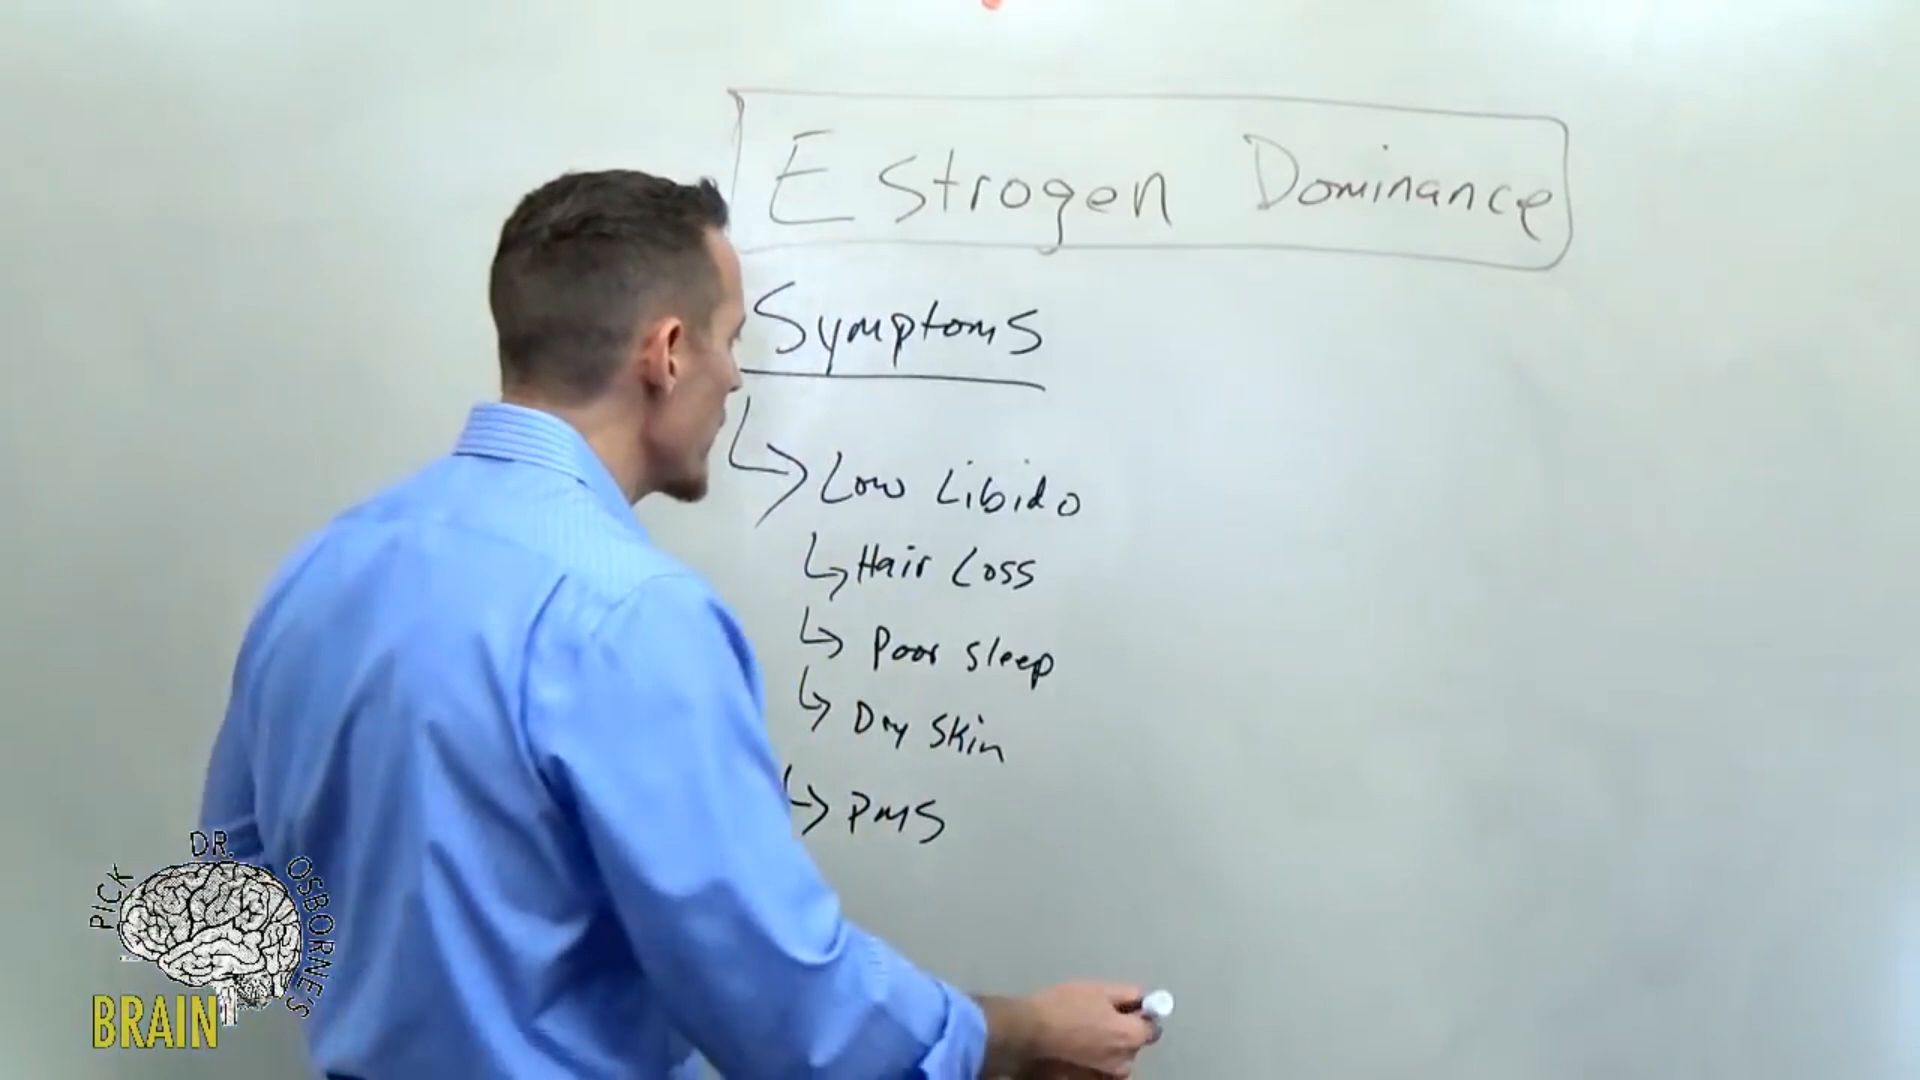 Estrogen Dominance
Symptoms
Low Libido
Hair Loss
Poor Sleep
Dry Skin
PMS
PICK DR. OSBORNE'S
BRAIN